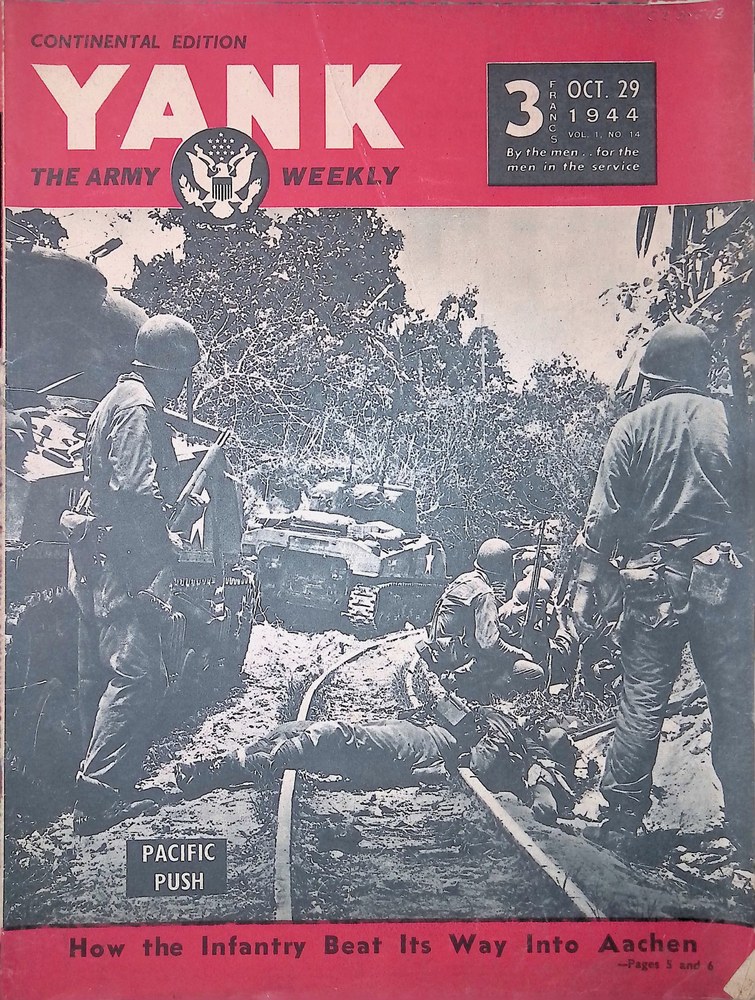 CONTINENTAL EDITION
YANK
THE ARMY WEEKLY
3 FRANCS
OCT. 29
1944
VOL. 1, NO. 14
By the men . . for the
men in the service
PACIFIC
PUSH
How the Infantry Beat Its Way Into Aachen
—Pages 5 and 6